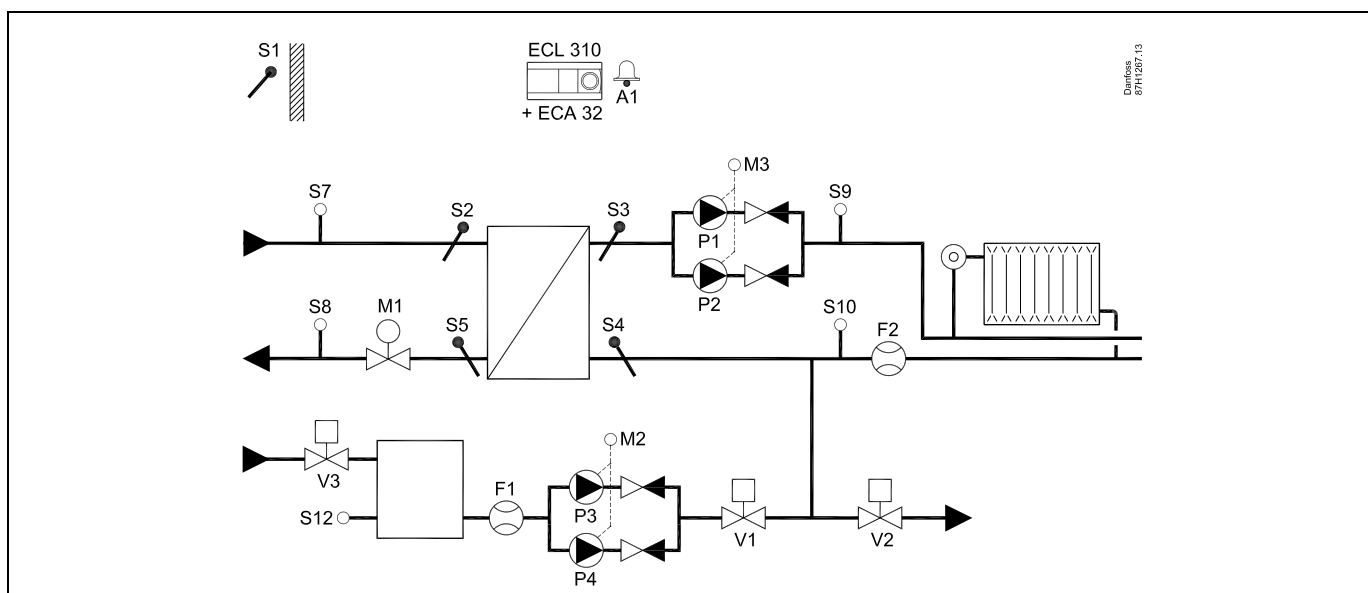 S1
ECL 310
A1
+ ECA 32
Danfoss
87H1267.13
M3
S7
S2
S3
P1
S9
P2
S8
M1
S5
S4
S10
F2
M2
V3
F1
P3
S12
P4
V1
V2